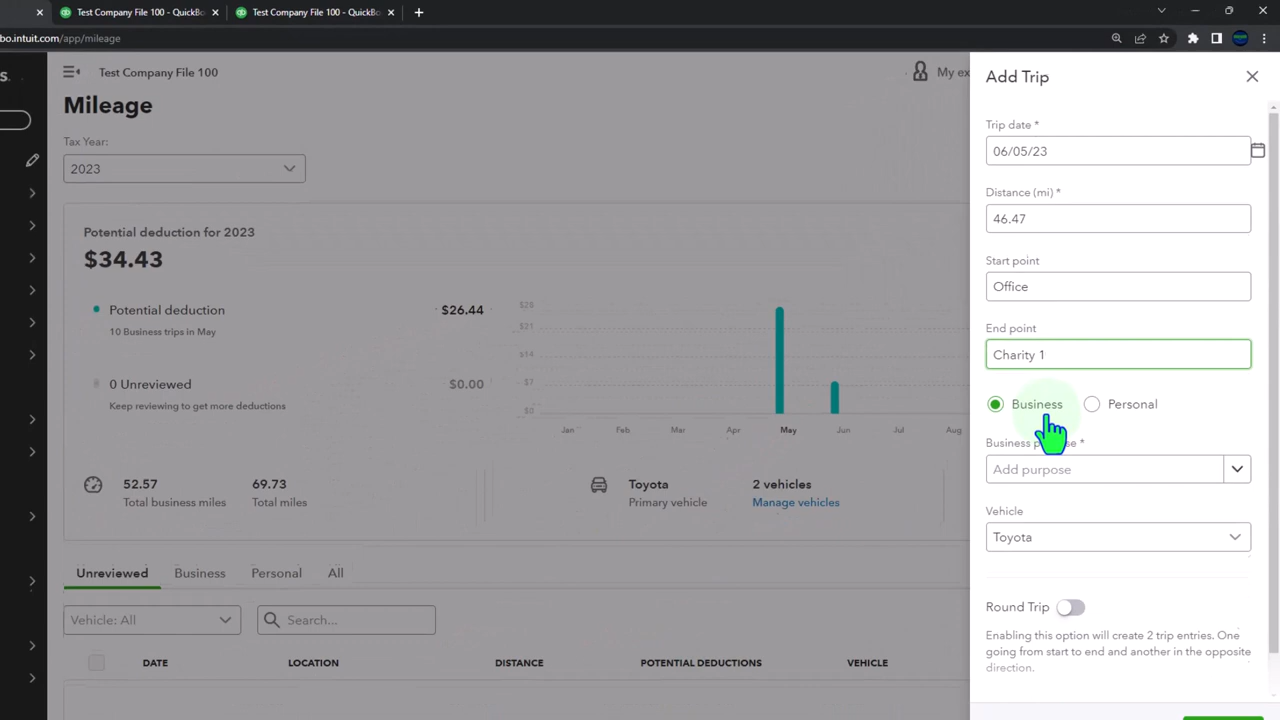 Test Company File 100 - QuickBo
Test Company File 100 - QuickBo
bo.intuit.com/app/mileage
s.
Test Company File 100
My ex
Mileage
Tax Year:
2023
Potential deduction for 2023
$34.43
Potential deduction
$26.44
10 Business trips in May
0 Unreviewed
$0.00
Keep reviewing to get more deductions
$28
$21
$14
$7
$0
Jan
Feb
Mar
Apr
May
Jun
Jul
Aug
52.57
Total business miles
69.73
Total miles
Toyota
Primary vehicle
2 vehicles
Manage vehicles
Unreviewed
Business
Personal
All
Vehicle: All
Search...
DATE
LOCATION
DISTANCE
POTENTIAL DEDUCTIONS
VEHICLE
Add Trip
Trip date *
06/05/23
Distance (mi) *
46.47
Start point
Office
End point
Charity 1
Business
Personal
Business p se *
Add purpose
Vehicle
Toyota
Round Trip
Enabling this option will create 2 trip entries. One
going from start to end and another in the opposite
direction.